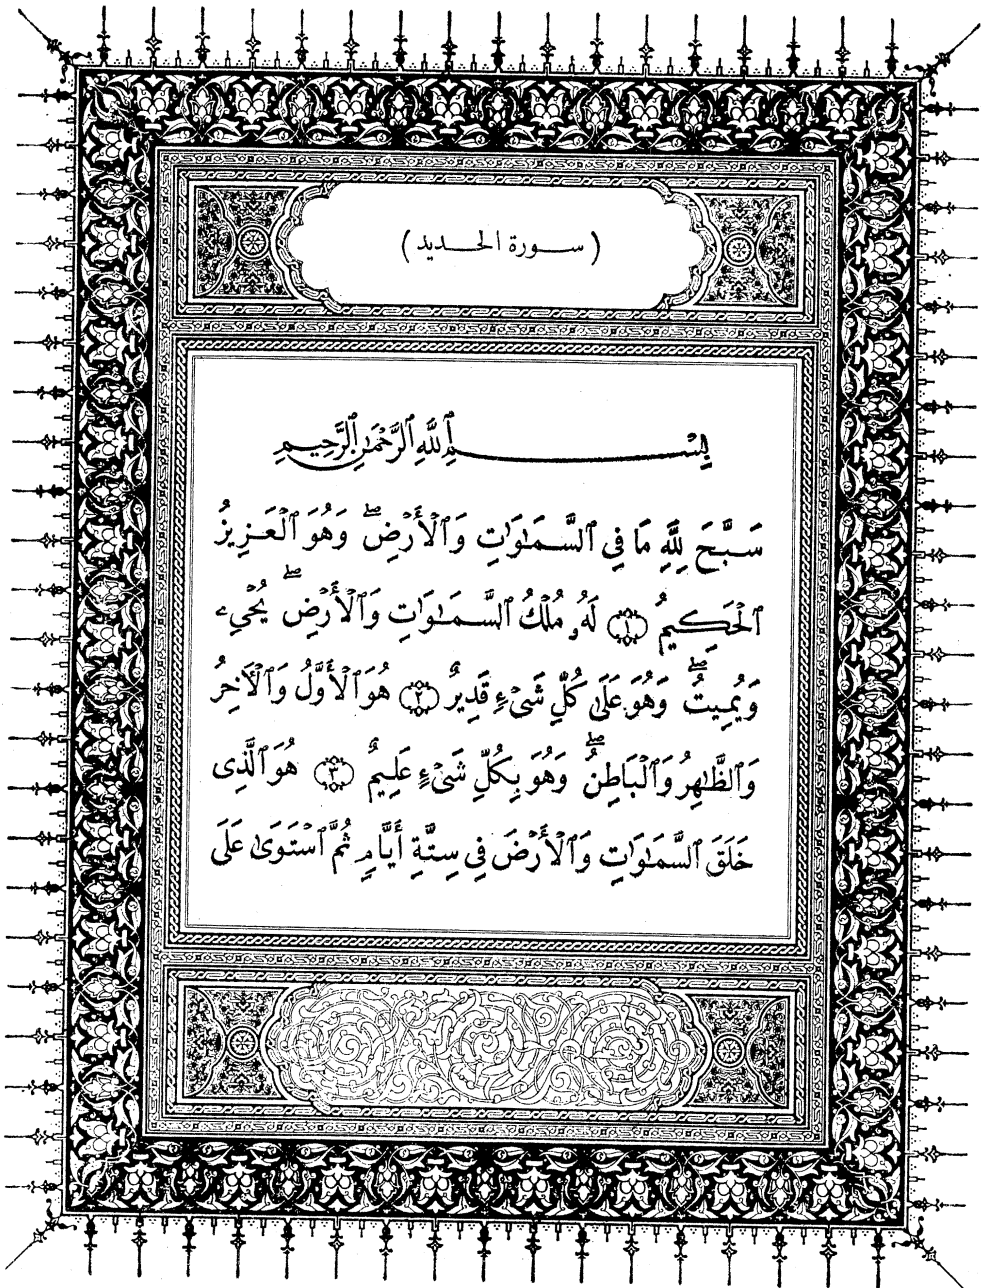 ( سورة الحديد )
بِسْمِ ٱللَّهِ ٱلرَّحْمَٰنِ ٱلرَّحِيمِ
سَبَّحَ لِلَّهِ مَا فِي ٱلسَّمَٰوَٰتِ وَٱلْأَرْضِۖ وَهُوَ ٱلْعَزِيزُ
ٱلْحَكِيمُ ﴿١﴾ لَهُۥ مُلْكُ ٱلسَّمَٰوَٰتِ وَٱلْأَرْضِۖ يُحْيِۦ
وَيُمِيتُۖ وَهُوَ عَلَىٰ كُلِّ شَىْءٍ قَدِيرٌ ﴿٢﴾ هُوَ ٱلْأَوَّلُ وَٱلْآخِرُ
وَٱلظَّٰهِرُ وَٱلْبَاطِنُۖ وَهُوَ بِكُلِّ شَىْءٍ عَلِيمٌ ﴿٣﴾ هُوَ ٱلَّذِى
خَلَقَ ٱلسَّمَٰوَٰتِ وَٱلْأَرْضَ فِي سِتَّةِ أَيَّامٍ ثُمَّ ٱسْتَوَىٰ عَلَى